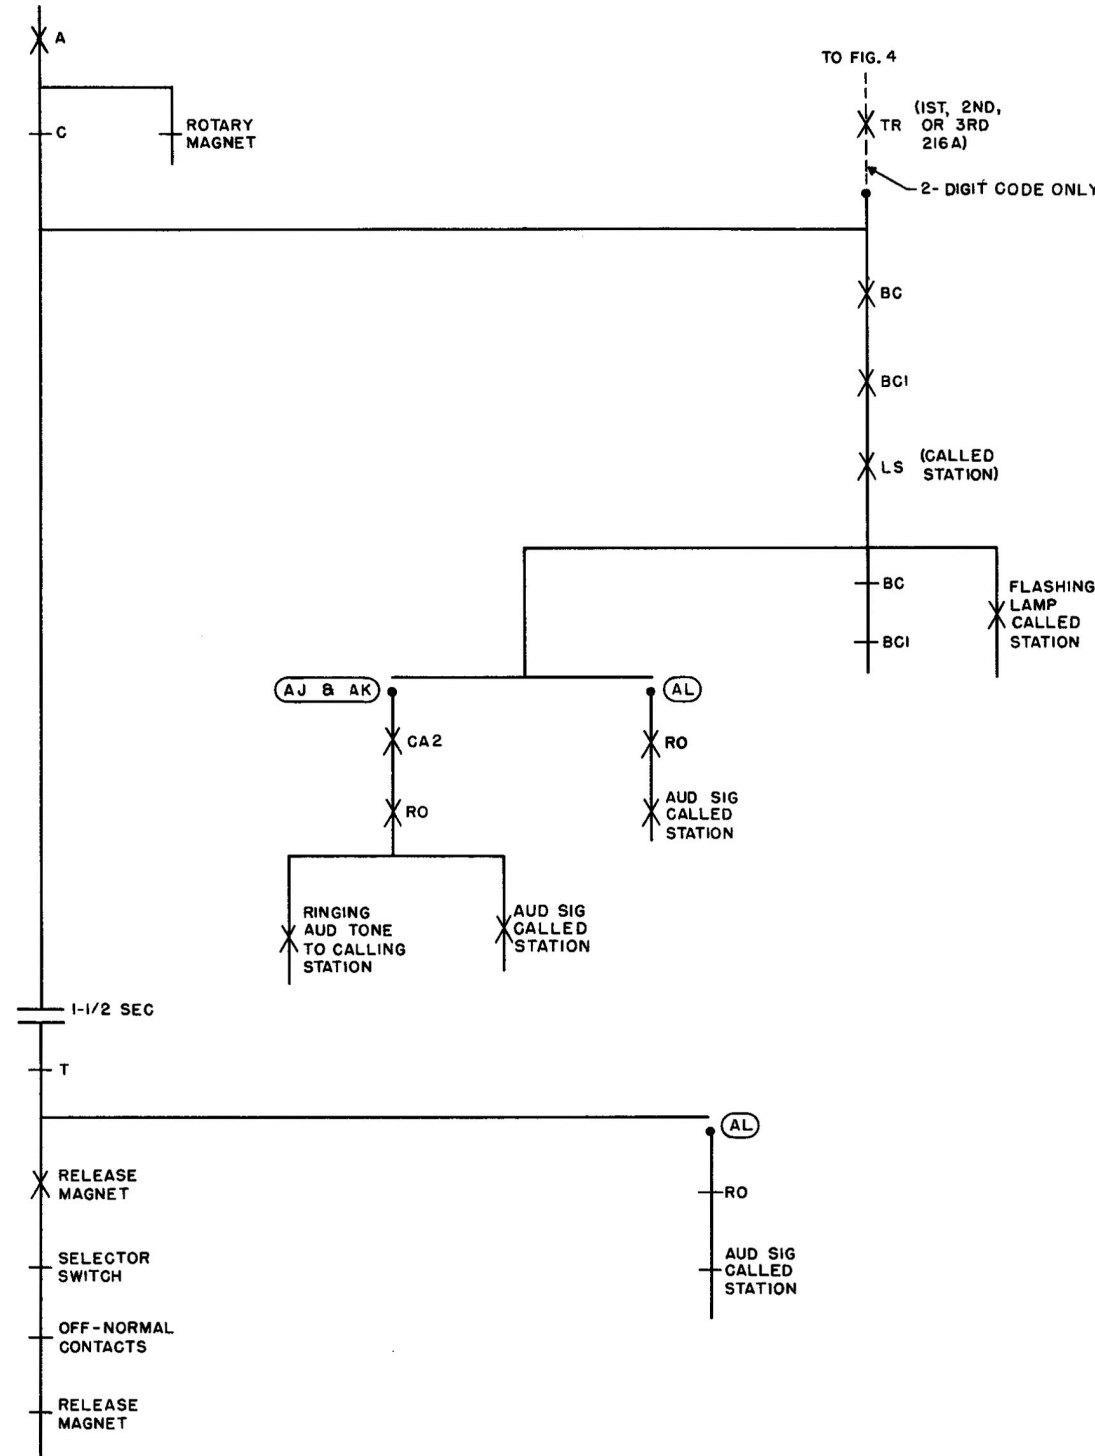 A
TO FIG. 4
C
ROTARY
MAGNET
TR
(1ST, 2ND,
OR 3RD
216A)
2- DIGIT CODE ONLY
BC
BC1
LS
(CALLED
STATION)
BC
BC1
FLASHING
LAMP
CALLED
STATION
AJ & AK
AL
CA2
RO
RO
AUD SIG
CALLED
STATION
RINGING
AUD TONE
TO CALLING
STATION
AUD SIG
CALLED
STATION
1-1/2 SEC
T
AL
RELEASE
MAGNET
RO
SELECTOR
SWITCH
AUD SIG
CALLED
STATION
OFF-NORMAL
CONTACTS
RELEASE
MAGNET